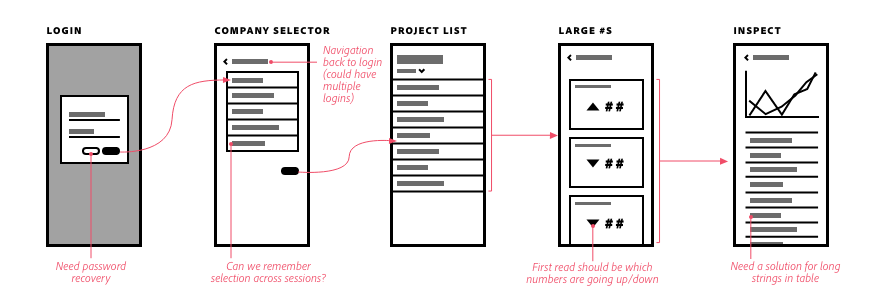 LOGIN
COMPANY SELECTOR
PROJECT LIST
LARGE #S
INSPECT
Navigation
back to login
(could have
multiple
logins)
##
##
##
Need password
recovery
Can we remember
selection across sessions?
First read should be which
numbers are going up/down
Need a solution for long
strings in table